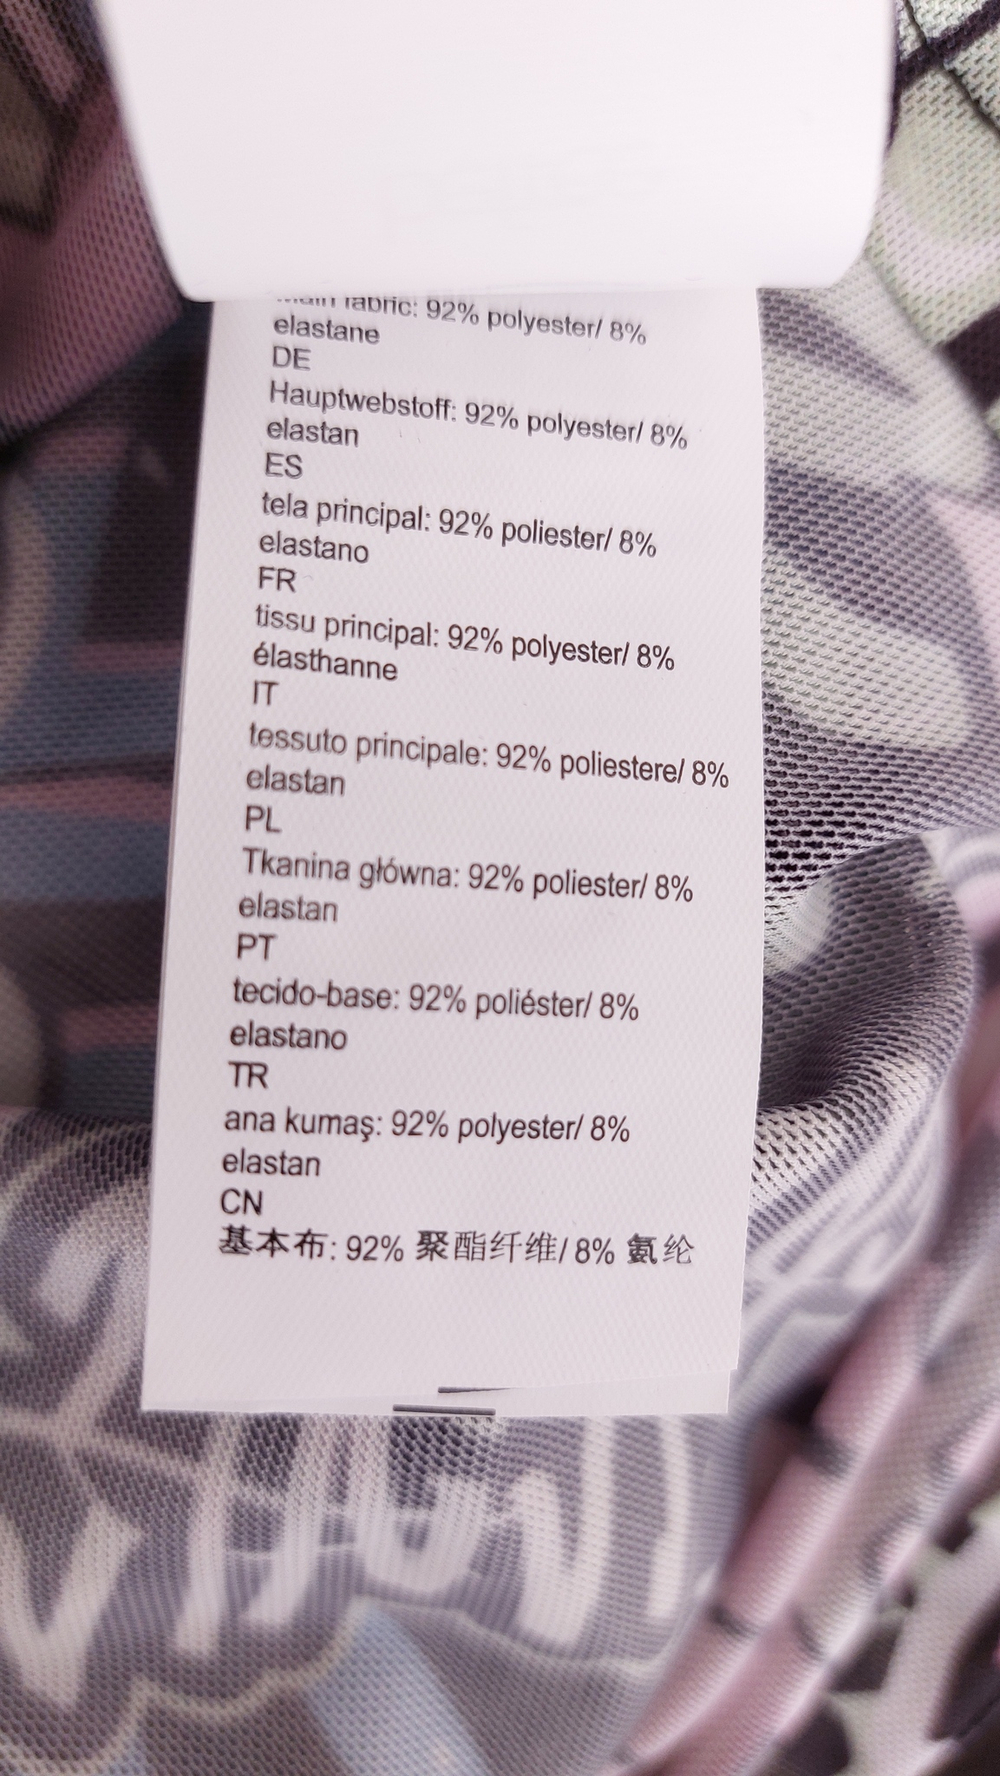 Main fabric: 92% polyester/ 8%
elastane
DE
Hauptwebstoff: 92% polyester/ 8%
elastan
ES
tela principal: 92% poliester/ 8%
elastano
FR
tissu principal: 92% polyester/ 8%
élasthanne
IT
tessuto principale: 92% poliestere/ 8%
elastan
PL
Tkanina główna: 92% poliester/ 8%
elastan
PT
tecido-base: 92% poliéster/ 8%
elastano
TR
ana kumaş: 92% polyester/ 8%
elastan
CN
基本布: 92% 聚酯纤维/ 8% 氨纶